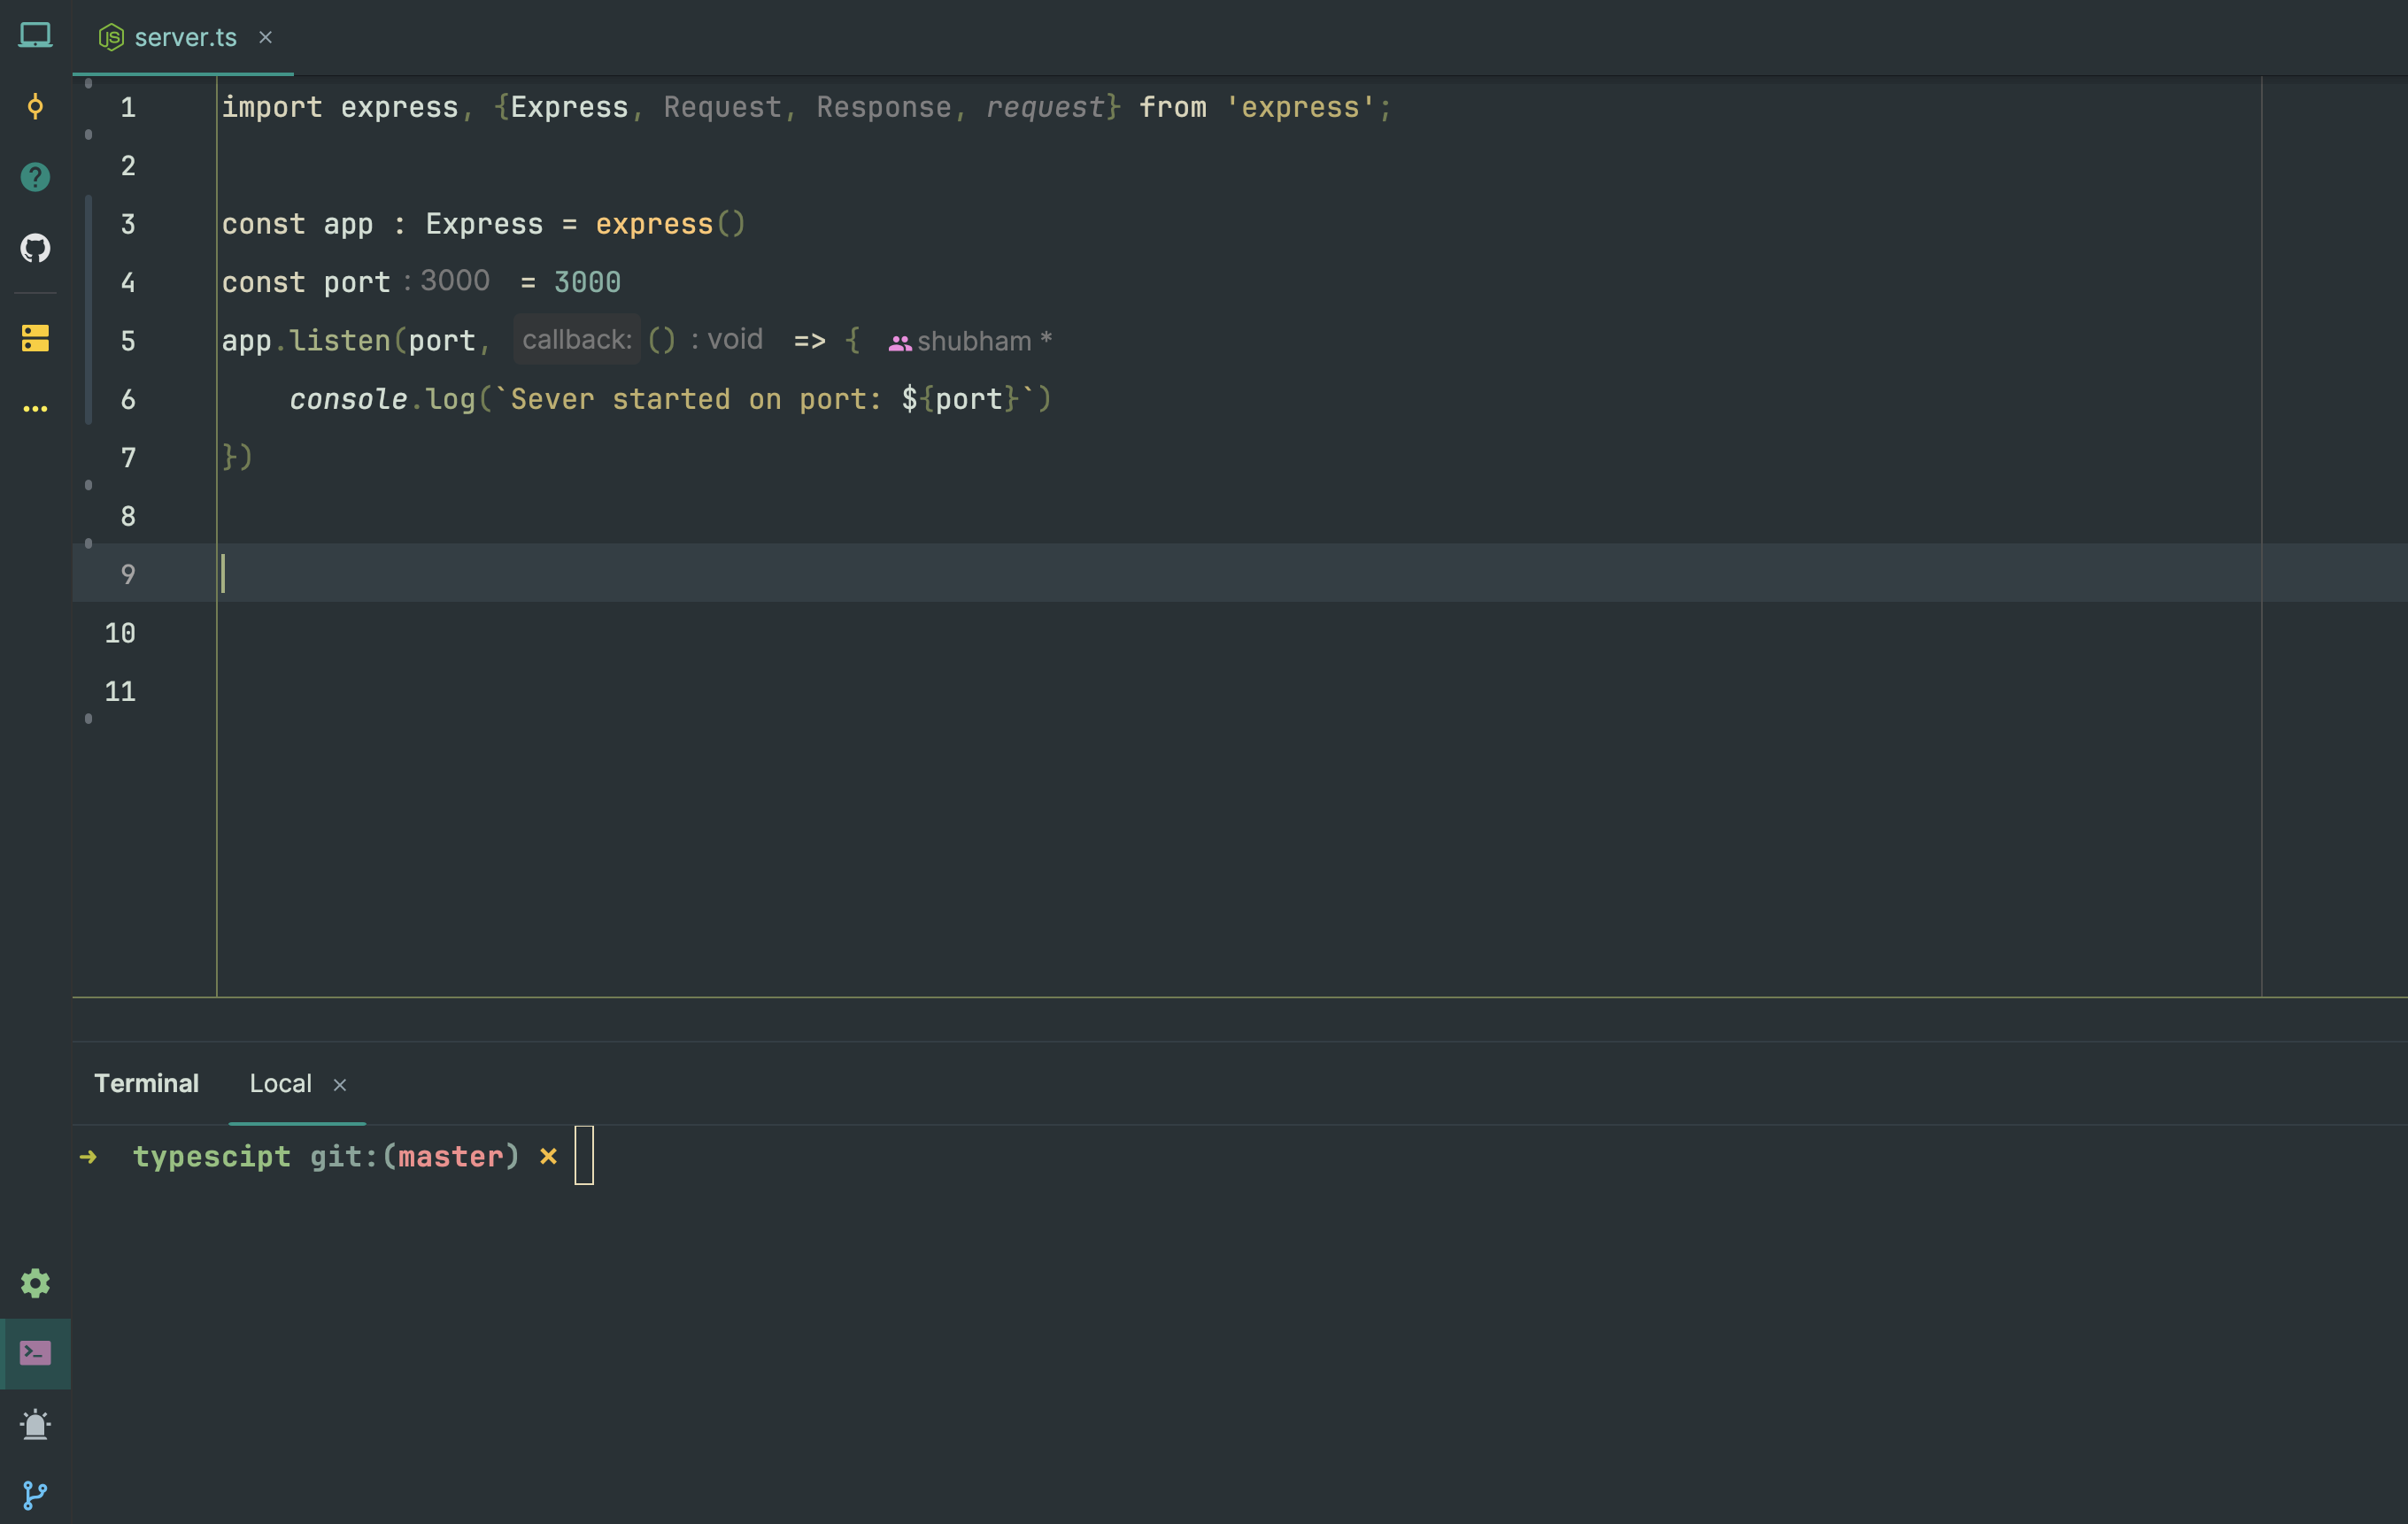 server.ts ×
1 import express, {Express, Request, Response, request} from 'express';
2
3 const app : Express = express()
4 const port : 3000 = 3000
5 app.listen(port, callback: () : void => { shubham *
6 console.log(`Sever started on port: ${port}`)
7 })
8
9
10
11
Terminal Local ×
➜ typescipt git:(master) ×